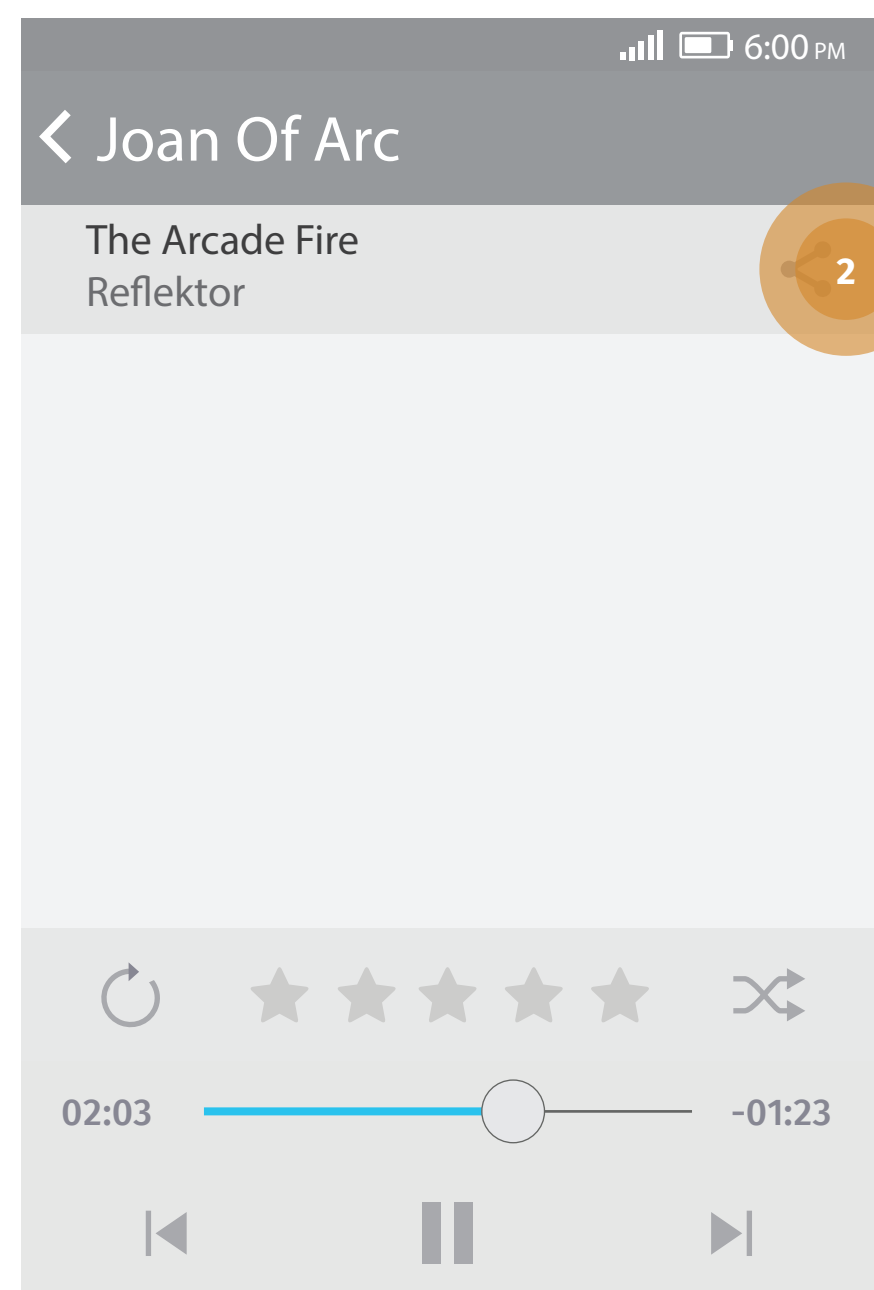 6:00 PM
Joan Of Arc
The Arcade Fire
2
Reflektor
02:03
-01:23